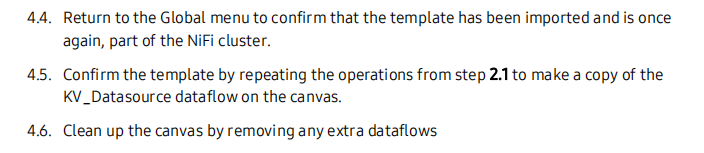 4.4. Return to the Global menu to confirm that the template has been imported and is once
again, part of the NiFi cluster.
4.5. Confirm the template by repeating the operations from step 2.1 to make a copy of the
KV_Datasource dataflow on the canvas.
4.6. Clean up the canvas by removing any extra dataflows